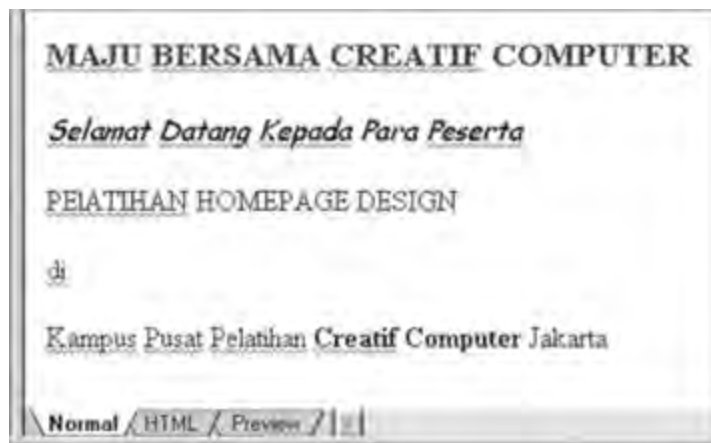 MAJU BERSAMA CREATIF COMPUTER
Selamat Datang Kepada Para Peserta
PElATIHAN HOMEPAGE DESIGN
di
Kampus Pusat Pelatihan Creatif Computer Jakarta
Normal HTML Preview